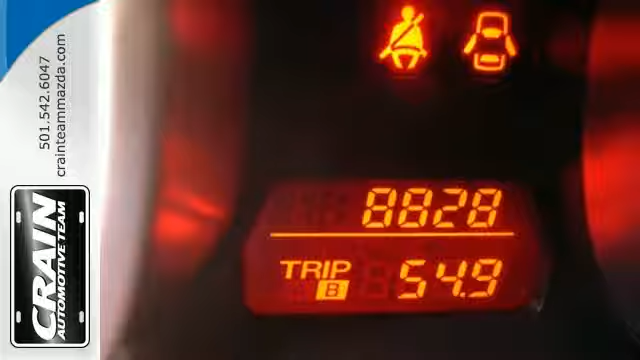 501.542.6047
crainteammazda.com
CRAIN
AUTOMOTIVE TEAM
8828
TRIP B 54.9